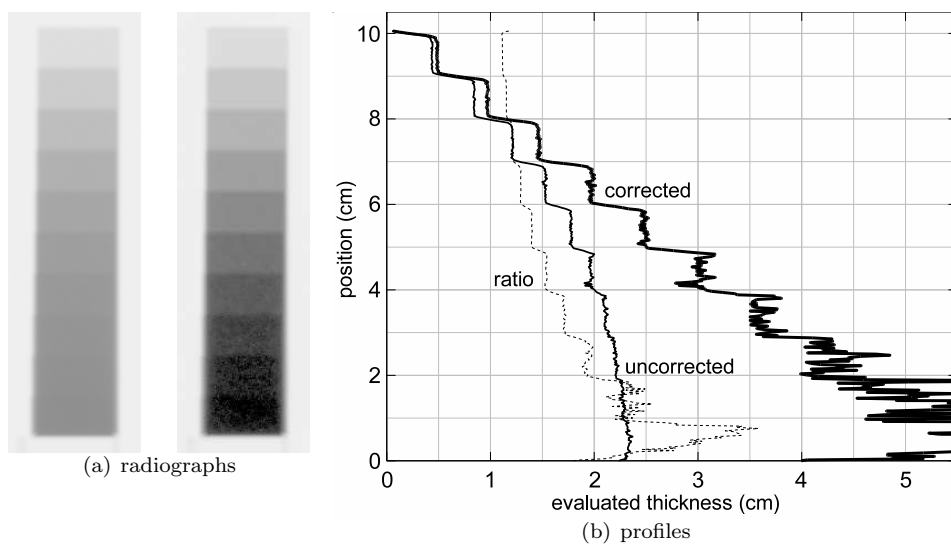 10
8
6
4
2
0
position (cm)
corrected
ratio
uncorrected
0 1 2 3 4 5
evaluated thickness (cm)
(a) radiographs
(b) profiles